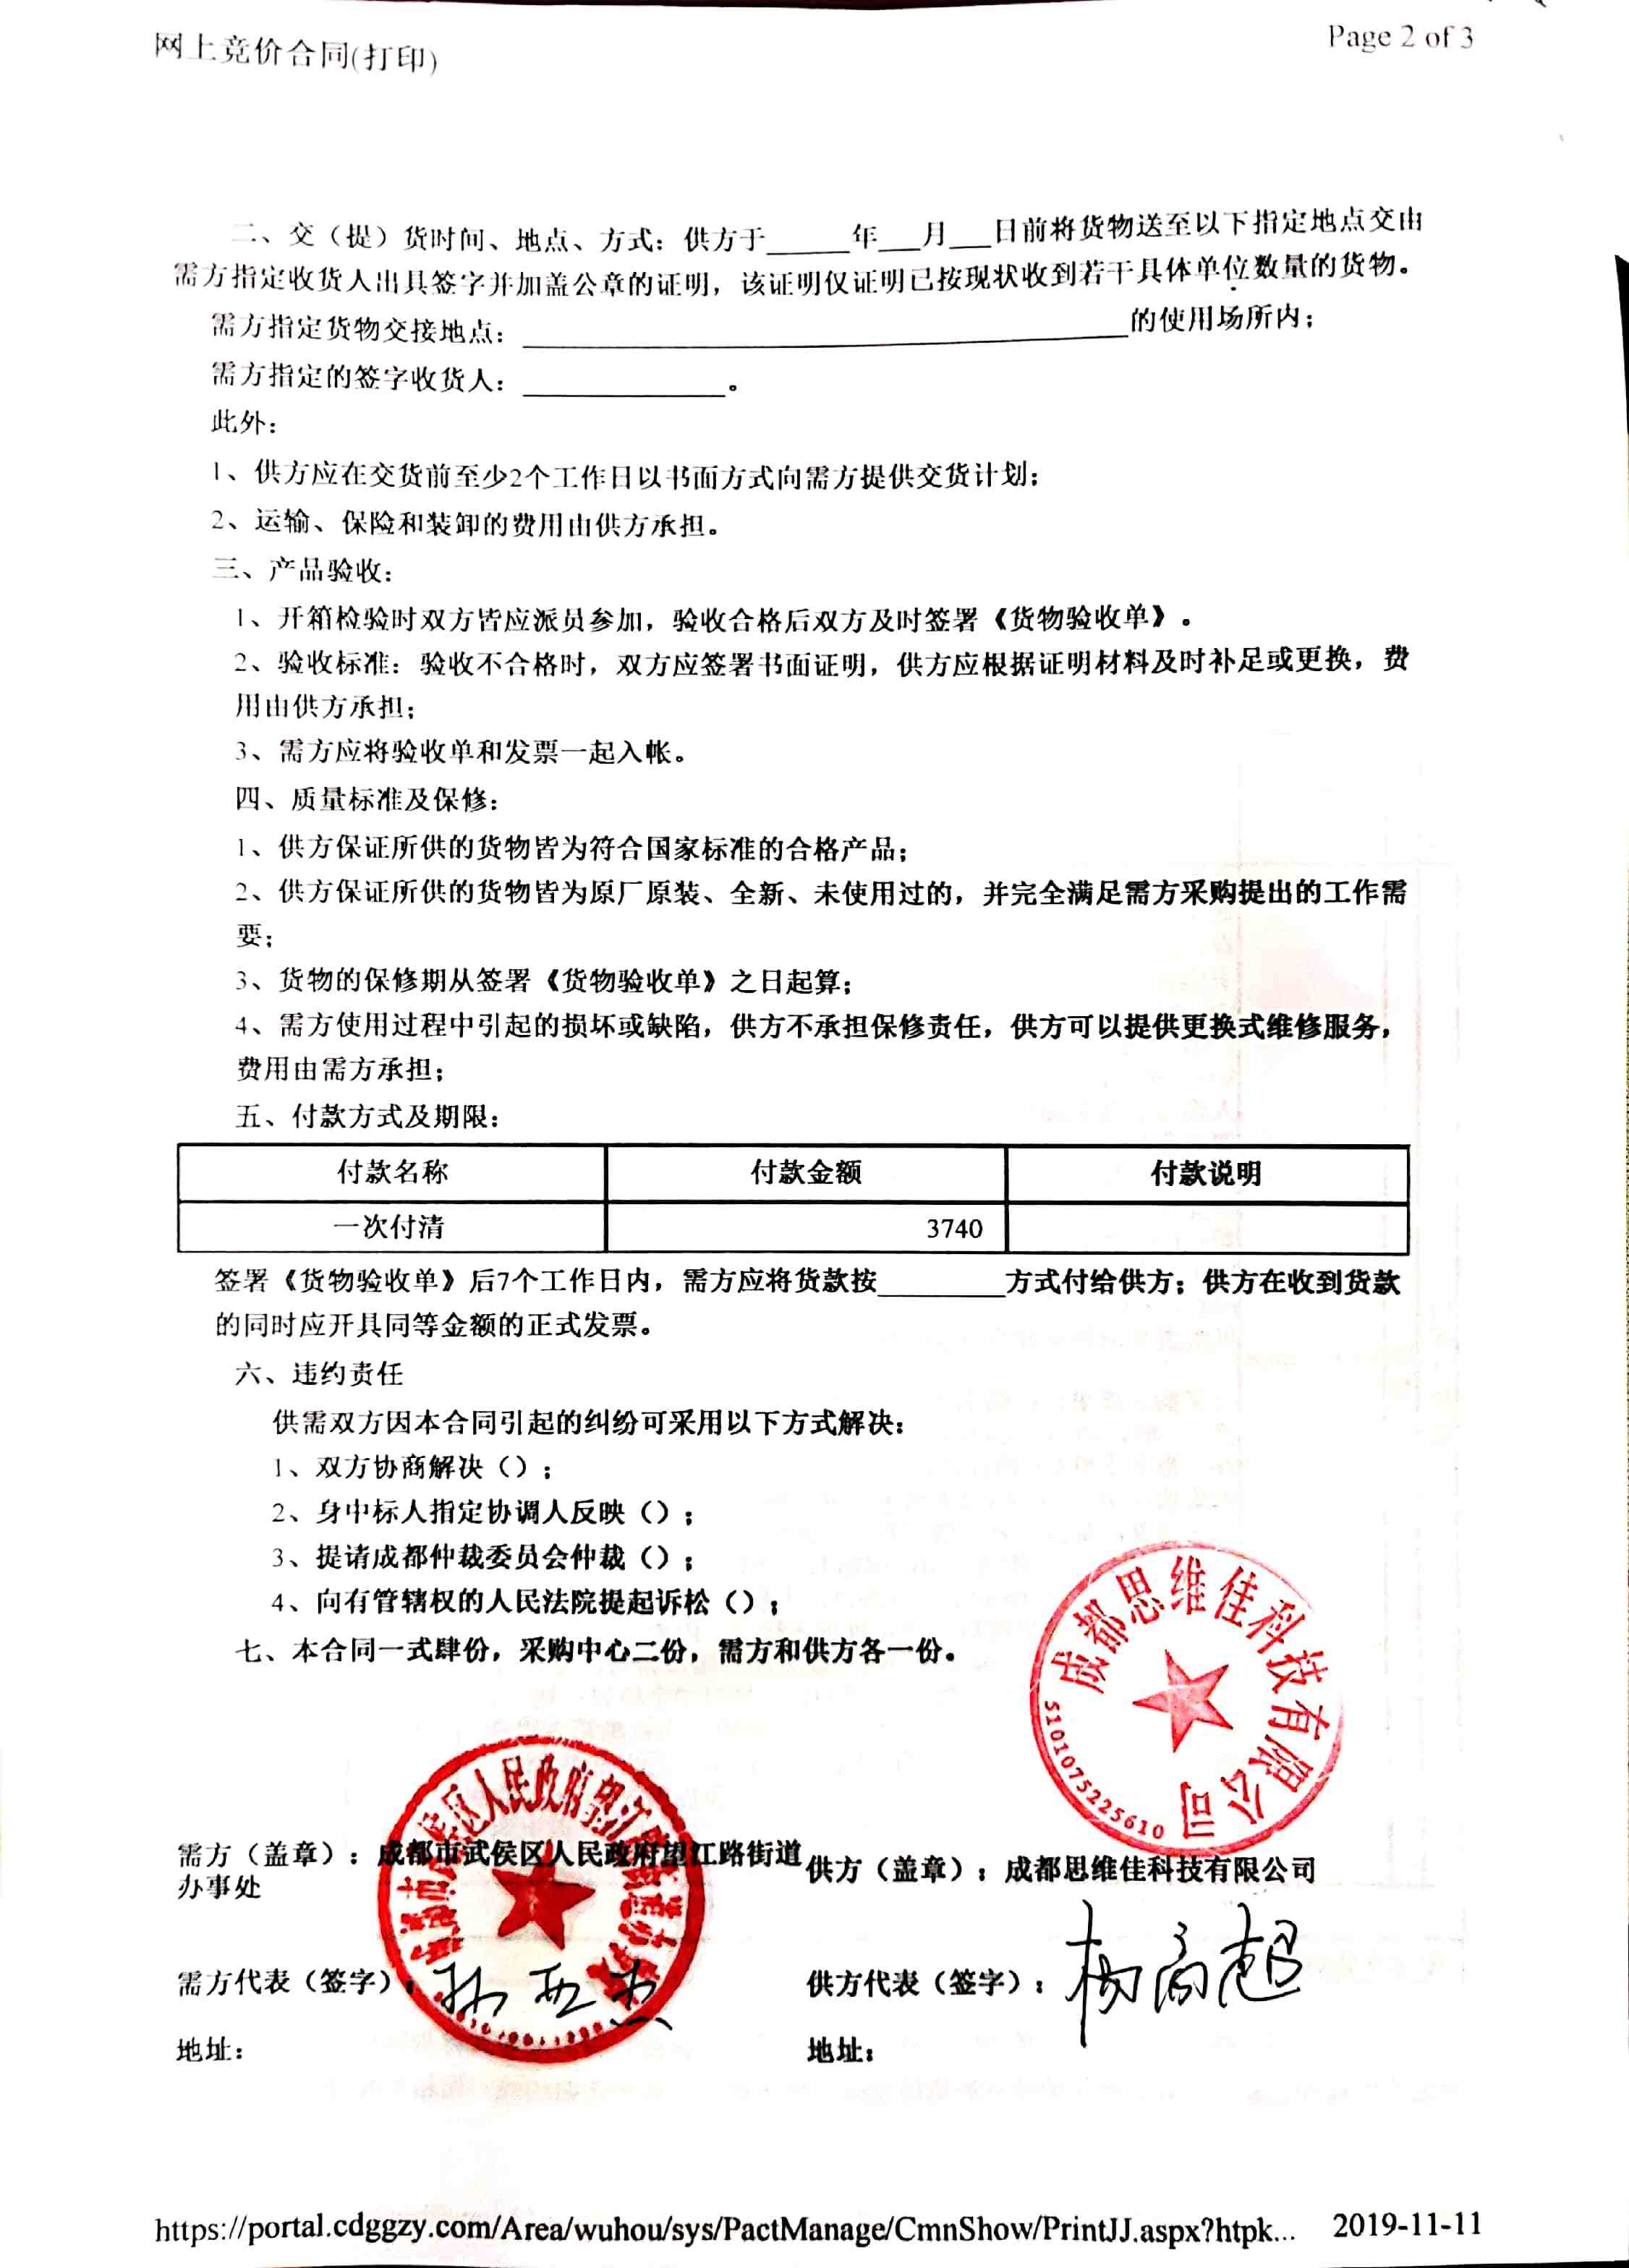 网上竞价合同(打印)
Page 2 of 3
二、交（提）货时间、地点、方式：供方于______年___月___日前将货物送至以下指定地点交由
需方指定收货人出具签字并加盖公章的证明，该证明仅证明已按现状收到若干具体单位数量的货物。
需方指定货物交接地点：______________的使用场所内；
需方指定的签字收货人：______________。
此外：
1、供方应在交货前至少2个工作日以书面方式向需方提供交货计划；
2、运输、保险和装卸的费用由供方承担。
三、产品验收：
1、开箱检验时双方皆应派员参加，验收合格后双方及时签署《货物验收单》。
2、验收标准：验收不合格时，双方应签署书面证明，供方应根据证明材料及时补足或更换，费
用由供方承担；
3、需方应将验收单和发票一起入帐。
四、质量标准及保修：
1、供方保证所供的货物皆为符合国家标准的合格产品；
2、供方保证所供的货物皆为原厂原装、全新、未使用过的，并完全满足需方采购提出的工作需
要；
3、货物的保修期从签署《货物验收单》之日起算；
4、需方使用过程中引起的损坏或缺陷，供方不承担保修责任，供方可以提供更换式维修服务，
费用由需方承担；
五、付款方式及期限：
付款名称 付款金额 付款说明
一次付清 3740
签署《货物验收单》后7个工作日内，需方应将货款按_________方式付给供方；供方在收到货款
的同时应开具同等金额的正式发票。
六、违约责任
供需双方因本合同引起的纠纷可采用以下方式解决：
1、双方协商解决（）；
2、身中标人指定协调人反映（）；
3、提请成都仲裁委员会仲裁（）；
4、向有管辖权的人民法院提起诉松（）；
七、本合同一式肆份，采购中心二份，需方和供方各一份。
成都思维佳科技有限公司
5101075225610
需方（盖章）：成都市武侯区人民政府望江路街道
办事处
供方（盖章）：成都思维佳科技有限公司
需方代表（签字）：
供方代表（签字）：杨高超
地址：
地址：
https://portal.cdggzy.com/Area/wuhou/sys/PactManage/CmnShow/PrintJJ.aspx?htpk... 2019-11-11